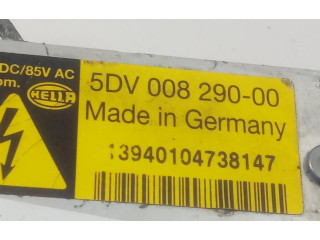 DC/85V AC
om.
HELLA
5DV 008 290-00
Made in Germany
13940104738147